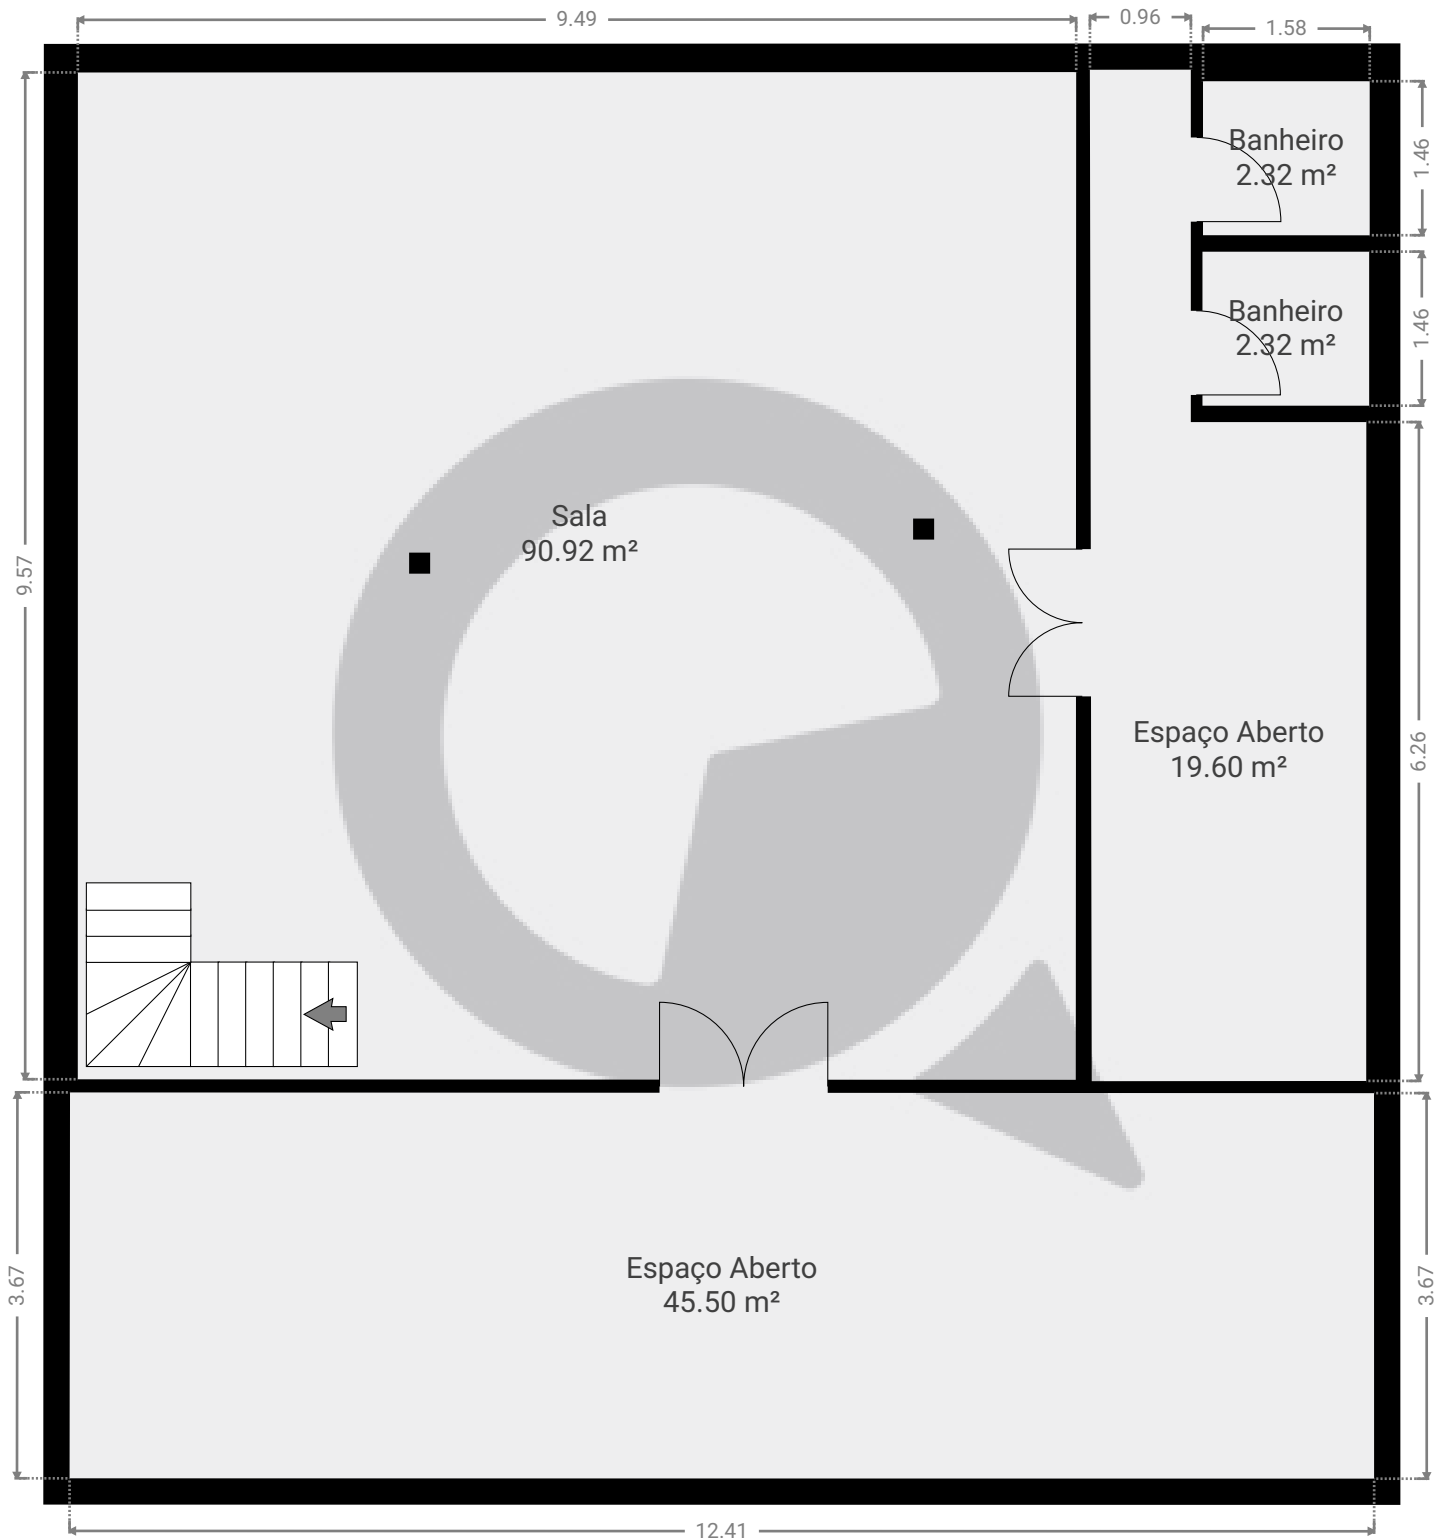 9.49
0.96
1.58
Banheiro
2.32 m²
1.46
Banheiro
2.32 m²
1.46
Sala
90.92 m²
9.57
Espaço Aberto
19.60 m²
6.26
Espaço Aberto
45.50 m²
3.67
3.67
12.41